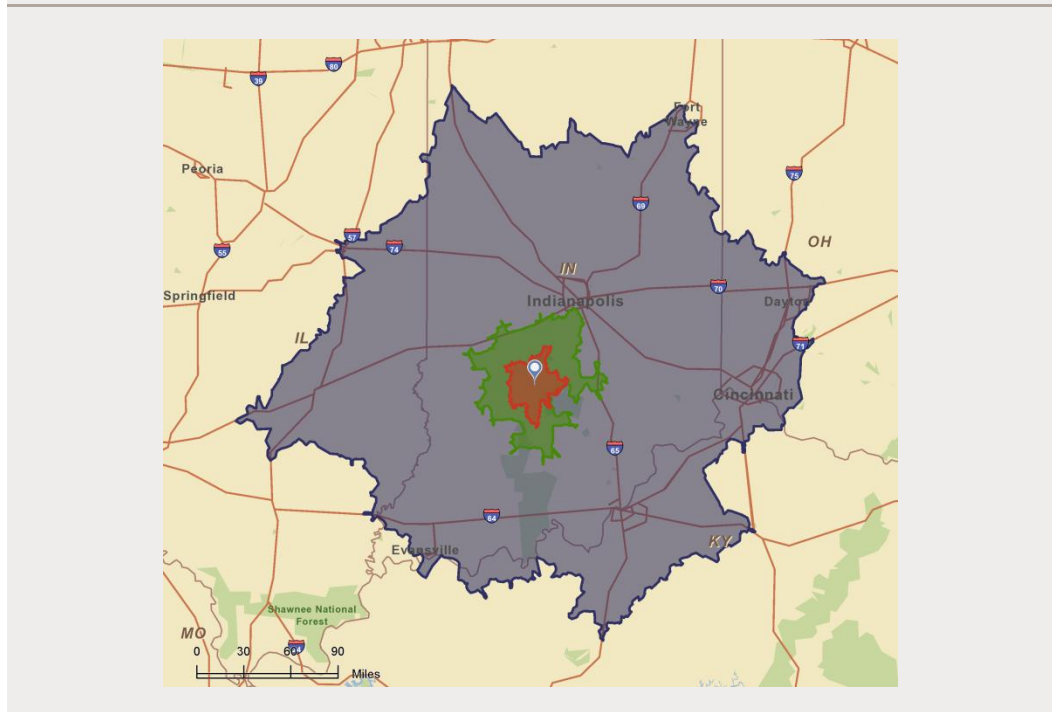 80
39
Fort
Wayne
Peoria
75
69
57
74
55
OH
IN
70
Springfield
Indianapolis
Dayton
IL
71
Cincinnati
65
64
KY
Evansville
Shawnee National
Forest
MO
0 30 60 90
Miles